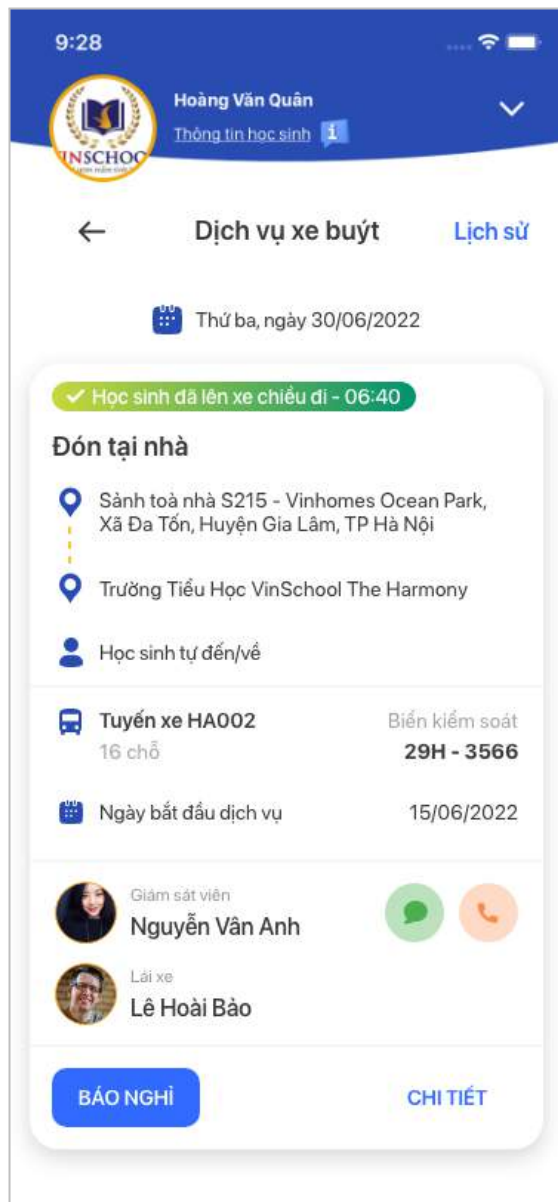 9:28
Hoàng Văn Quân
Thông tin học sinh
VINSCHOOL
Dịch vụ xe buýt
Lịch sử
Thứ ba, ngày 30/06/2022
Học sinh đã lên xe chiều đi - 06:40
Đón tại nhà
Sảnh toà nhà S215 - Vinhomes Ocean Park,
Xã Đa Tốn, Huyện Gia Lâm, TP Hà Nội
Trường Tiểu Học VinSchool The Harmony
Học sinh tự đến/về
Tuyến xe HA002
Biển kiểm soát
16 chỗ
29H - 3566
Ngày bắt đầu dịch vụ
15/06/2022
Giám sát viên
Nguyễn Vân Anh
Lái xe
Lê Hoài Bảo
BÁO NGHỈ
CHI TIẾT